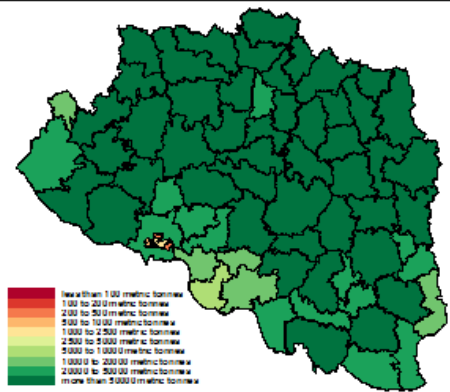 less than 100 metric tonnes
100 to 200 metric tonnes
200 to 500 metric tonnes
500 to 1000 metric tonnes
1000 to 2500 metric tonnes
2500 to 5000 metric tonnes
5000 to 10000 metric tonnes
10000 to 20000 metric tonnes
20000 to 50000 metric tonnes
more than 50000 metric tonnes